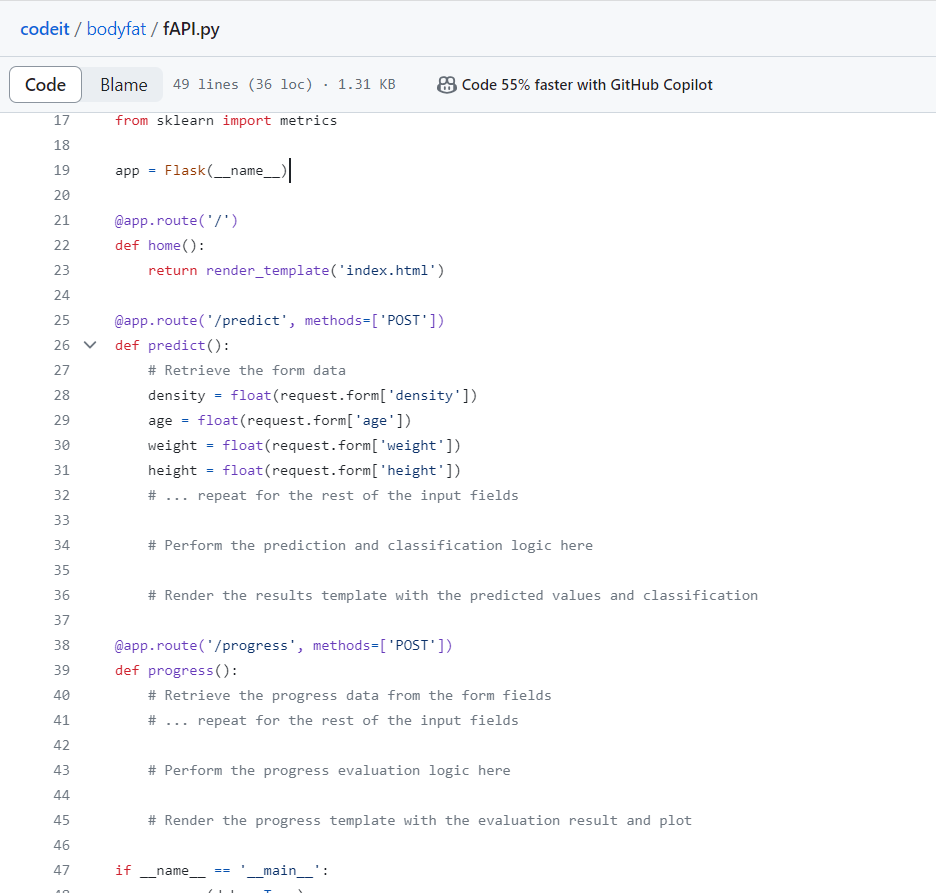 codeit / bodyfat / fAPI.py
Code Blame 49 lines (36 loc) · 1.31 KB Code 55% faster with GitHub Copilot
17 from sklearn import metrics
18
19 app = Flask(__name__)
20
21 @app.route('/')
22 def home():
23     return render_template('index.html')
24
25 @app.route('/predict', methods=['POST'])
26 def predict():
27     # Retrieve the form data
28     density = float(request.form['density'])
29     age = float(request.form['age'])
30     weight = float(request.form['weight'])
31     height = float(request.form['height'])
32     # ... repeat for the rest of the input fields
33
34     # Perform the prediction and classification logic here
35
36     # Render the results template with the predicted values and classification
37
38 @app.route('/progress', methods=['POST'])
39 def progress():
40     # Retrieve the progress data from the form fields
41     # ... repeat for the rest of the input fields
42
43     # Perform the progress evaluation logic here
44
45     # Render the progress template with the evaluation result and plot
46
47 if __name__ == '__main__':